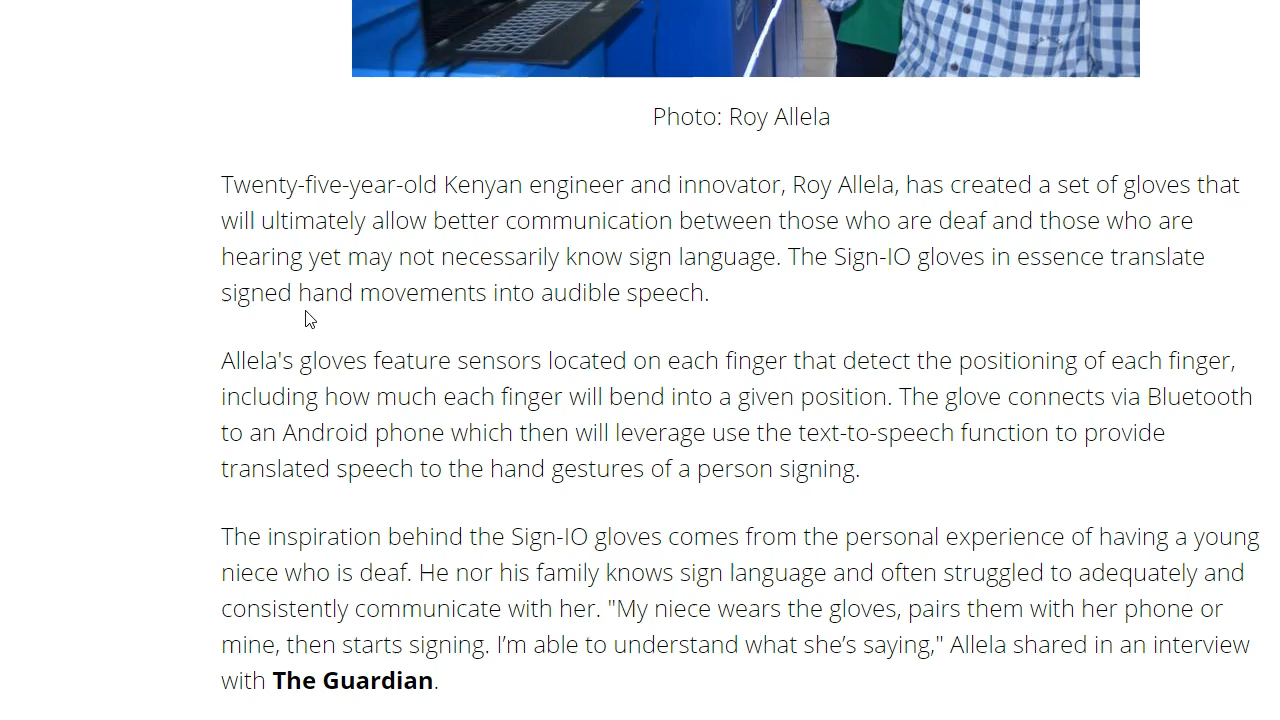 Photo: Roy Allela
Twenty-five-year-old Kenyan engineer and innovator, Roy Allela, has created a set of gloves that
will ultimately allow better communication between those who are deaf and those who are
hearing yet may not necessarily know sign language. The Sign-IO gloves in essence translate
signed hand movements into audible speech.
Allela's gloves feature sensors located on each finger that detect the positioning of each finger,
including how much each finger will bend into a given position. The glove connects via Bluetooth
to an Android phone which then will leverage use the text-to-speech function to provide
translated speech to the hand gestures of a person signing.
The inspiration behind the Sign-IO gloves comes from the personal experience of having a young
niece who is deaf. He nor his family knows sign language and often struggled to adequately and
consistently communicate with her. "My niece wears the gloves, pairs them with her phone or
mine, then starts signing. I’m able to understand what she’s saying," Allela shared in an interview
with The Guardian.